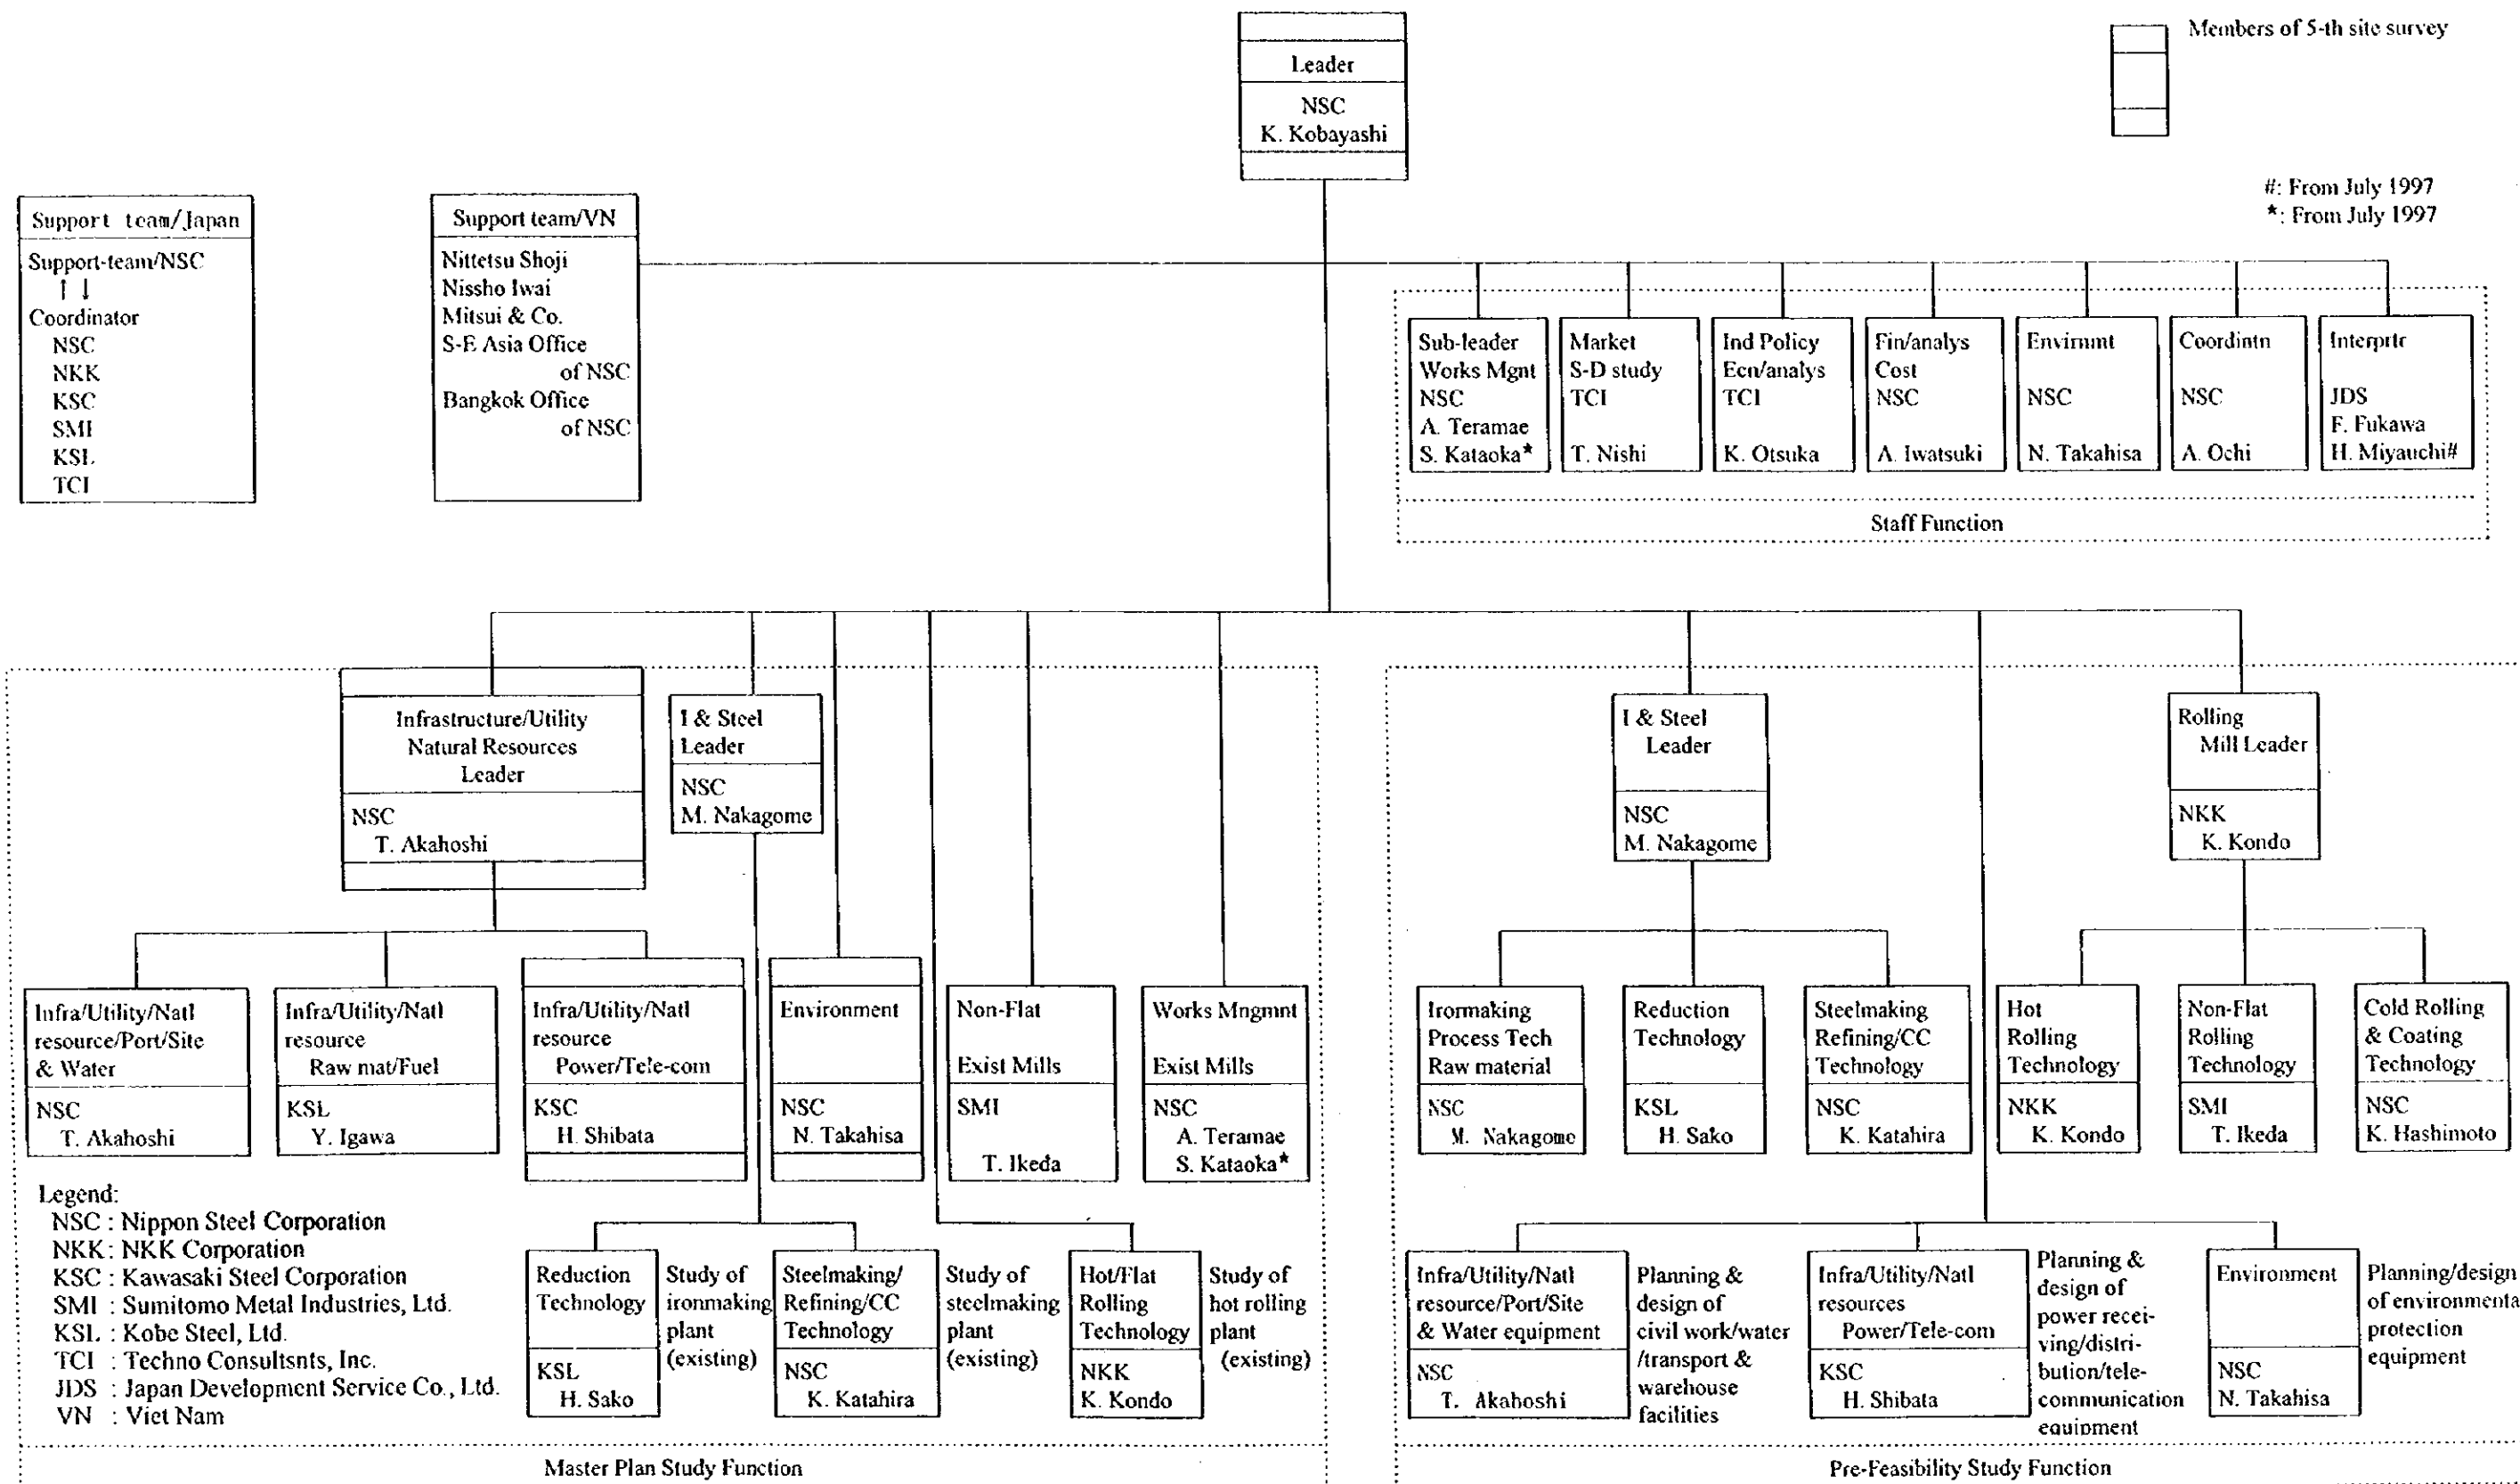 Leader
NSC
K. Kobayashi
Members of 5-th site survey
#: From July 1997
★: From July 1997
Support team/Japan
Support-team/NSC
↑ ↓
Coordinator
NSC
NKK
KSC
SMI
KSL
TCI
Support team/VN
Nittetsu Shoji
Nissho Iwai
Mitsui & Co.
S-E Asia Office
of NSC
Bangkok Office
of NSC
Sub-leader
Works Mgnt
NSC
A. Teramae
S. Kataoka★
Market
S-D study
TCI
T. Nishi
Ind Policy
Ecn/analys
TCI
K. Otsuka
Fin/analys
Cost
NSC
A. Iwatsuki
Envirnmt
NSC
N. Takahisa
Coordintn
NSC
A. Ochi
Interprtr
JDS
F. Fukawa
H. Miyauchi#
Staff Function
Infrastructure/Utility
Natural Resources
Leader
NSC
T. Akahoshi
I & Steel
Leader
NSC
M. Nakagome
I & Steel
Leader
NSC
M. Nakagome
Rolling
Mill Leader
NKK
K. Kondo
Infra/Utility/Natl
resource/Port/Site
& Water
NSC
T. Akahoshi
Infra/Utility/Natl
resource
Raw mat/Fuel
KSL
Y. Igawa
Infra/Utility/Natl
resource
Power/Tele-com
KSC
H. Shibata
Environment
NSC
N. Takahisa
Non-Flat
Exist Mills
SMI
T. Ikeda
Works Mngmnt
Exist Mills
NSC
A. Teramae
S. Kataoka★
Ironmaking
Process Tech
Raw material
NSC
M. Nakagome
Reduction
Technology
KSL
H. Sako
Steelmaking
Refining/CC
Technology
NSC
K. Katahira
Hot
Rolling
Technology
NKK
K. Kondo
Non-Flat
Rolling
Technology
SMI
T. Ikeda
Cold Rolling
& Coating
Technology
NSC
K. Hashimoto
Legend:
NSC : Nippon Steel Corporation
NKK : NKK Corporation
KSC : Kawasaki Steel Corporation
SMI : Sumitomo Metal Industries, Ltd.
KSL : Kobe Steel, Ltd.
TCI : Techno Consultsnts, Inc.
JDS : Japan Development Service Co., Ltd.
VN : Viet Nam
Reduction
Technology
KSL
H. Sako
Study of
ironmaking
plant
(existing)
Steelmaking/
Refining/CC
Technology
NSC
K. Katahira
Study of
steelmaking
plant
(existing)
Hot/Flat
Rolling
Technology
NKK
K. Kondo
Study of
hot rolling
plant
(existing)
Infra/Utility/Natl
resource/Port/Site
& Water equipment
NSC
T. Akahoshi
Planning &
design of
civil work/water
/transport &
warehouse
facilities
Infra/Utility/Natl
resources
Power/Tele-com
KSC
H. Shibata
Planning &
design of
power recei-
ving/distri-
bution/tele-
communication
equipment
Environment
NSC
N. Takahisa
Planning/design
of environmenta
protection
equipment
Master Plan Study Function
Pre-Feasibility Study Function